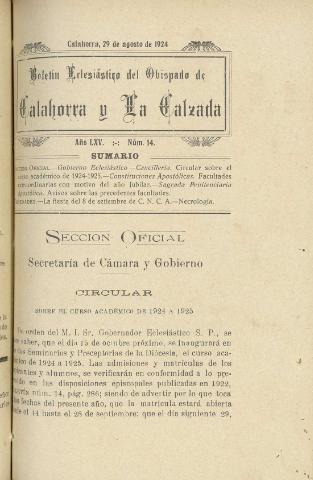 Calahorra, 29 de agosto de 1924
Boletín Eclesiástico del Obispado de
Calahorra y La Calzada
Año LXV. :-: Núm. 14.
SUMARIO
OFICIAL. Gobierno Eclesiástico—Cancillería. Circular sobre el
curso académico de 1924-1925.—Constituciones Apostólicas. Facultades
extraordinarias con motivo del año Jubilar.—Sagrada Penitenciaría
Apostólica. Avisos sobre las precedentes facultades.
La fiesta del 8 de setiembre de C. N. C. A.—Necrología.
SECCION OFICIAL
Secretaría de Cámara y Gobierno
CIRCULAR
SOBRE EL CURSO ACADÉMICO DE 1924 A 1925
De orden del M. I. Sr. Gobernador Eclesiástico S. P., se
saber, que el dia 15 de octubre próximo, se inaugurará en
los Seminarios y Preceptorias de la Diócesis, el curso aca-
de 1924 a 1925. Las admisiones y matrículas de los
y alumnos, se verificarán en conformidad a lo pre-
en las disposiciones episcopales publicadas en 1922,
núm. 14, pág. 286; siendo de advertir por lo que toca
fechas del presente año, que la matrícula estará abierta
el 14 hasta el 28 de septiembre: que el dia siguiente 29,